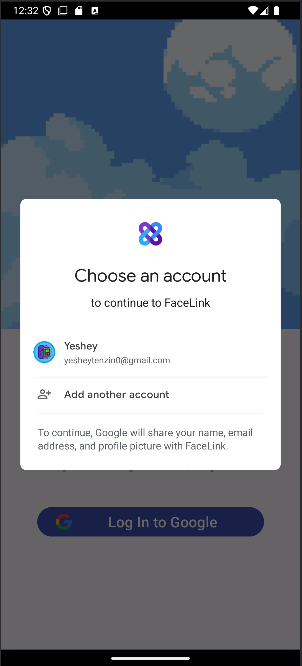 12:32
Choose an account
to continue to FaceLink
Yeshey
yesheytenzin0@gmail.com
Add another account
To continue, Google will share your name, email
address, and profile picture with FaceLink.
Log In to Google